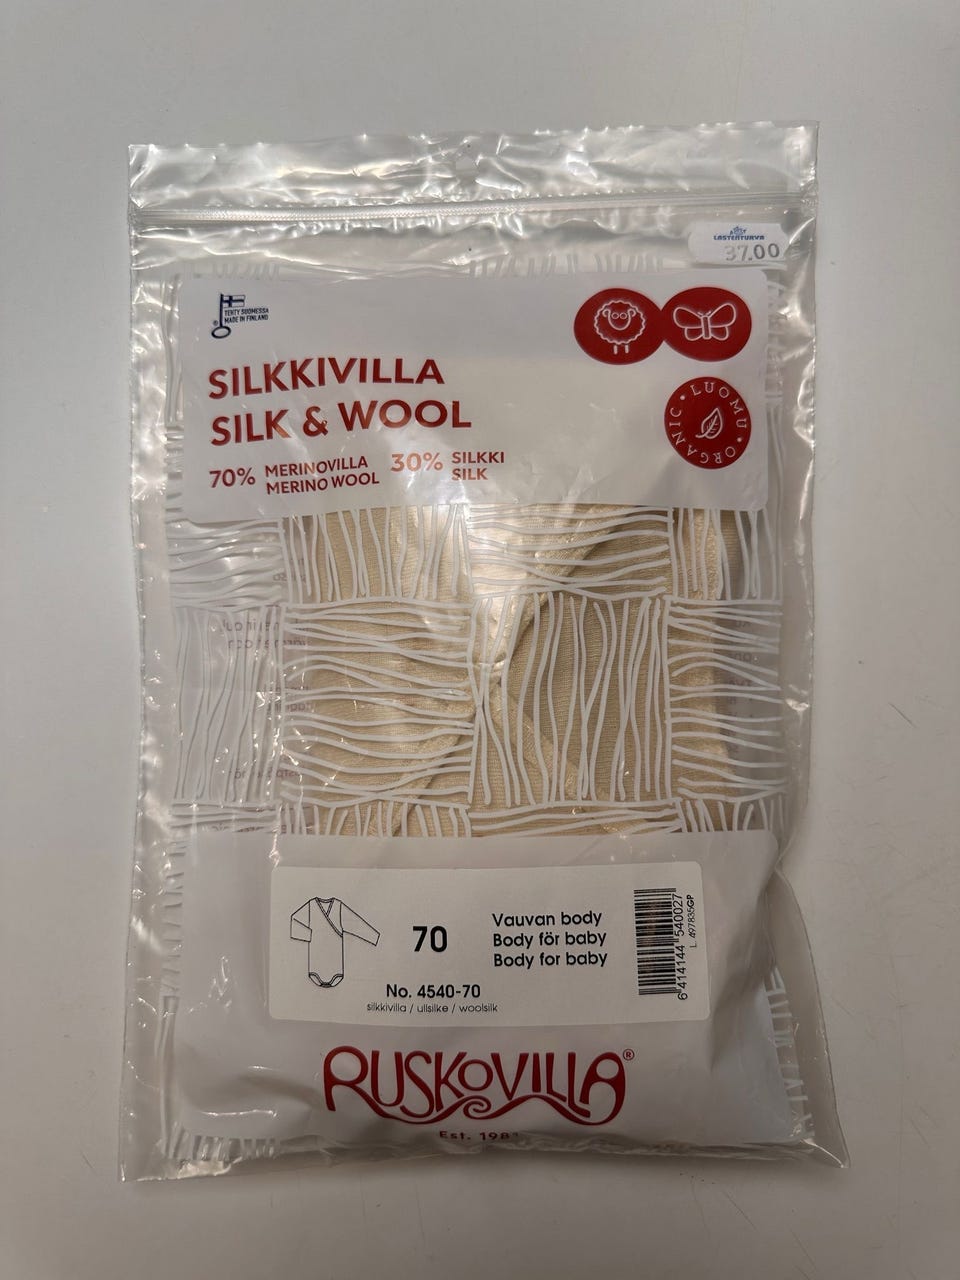 LASTENTURVA
37.00
TEHTY SUOMESSA
MADE IN FINLAND
SILKKIVILLA
SILK & WOOL
70% MERINOVILLA
MERINO WOOL
30% SILKKI
SILK
LUOMU • ORGANIC •
70
Vauvan body
Body för baby
Body for baby
No. 4540-70
silkkivilla / ullsilke / woolsilk
6 414144 540027
L. 497835GP
RUSKOVILLA®
Est.